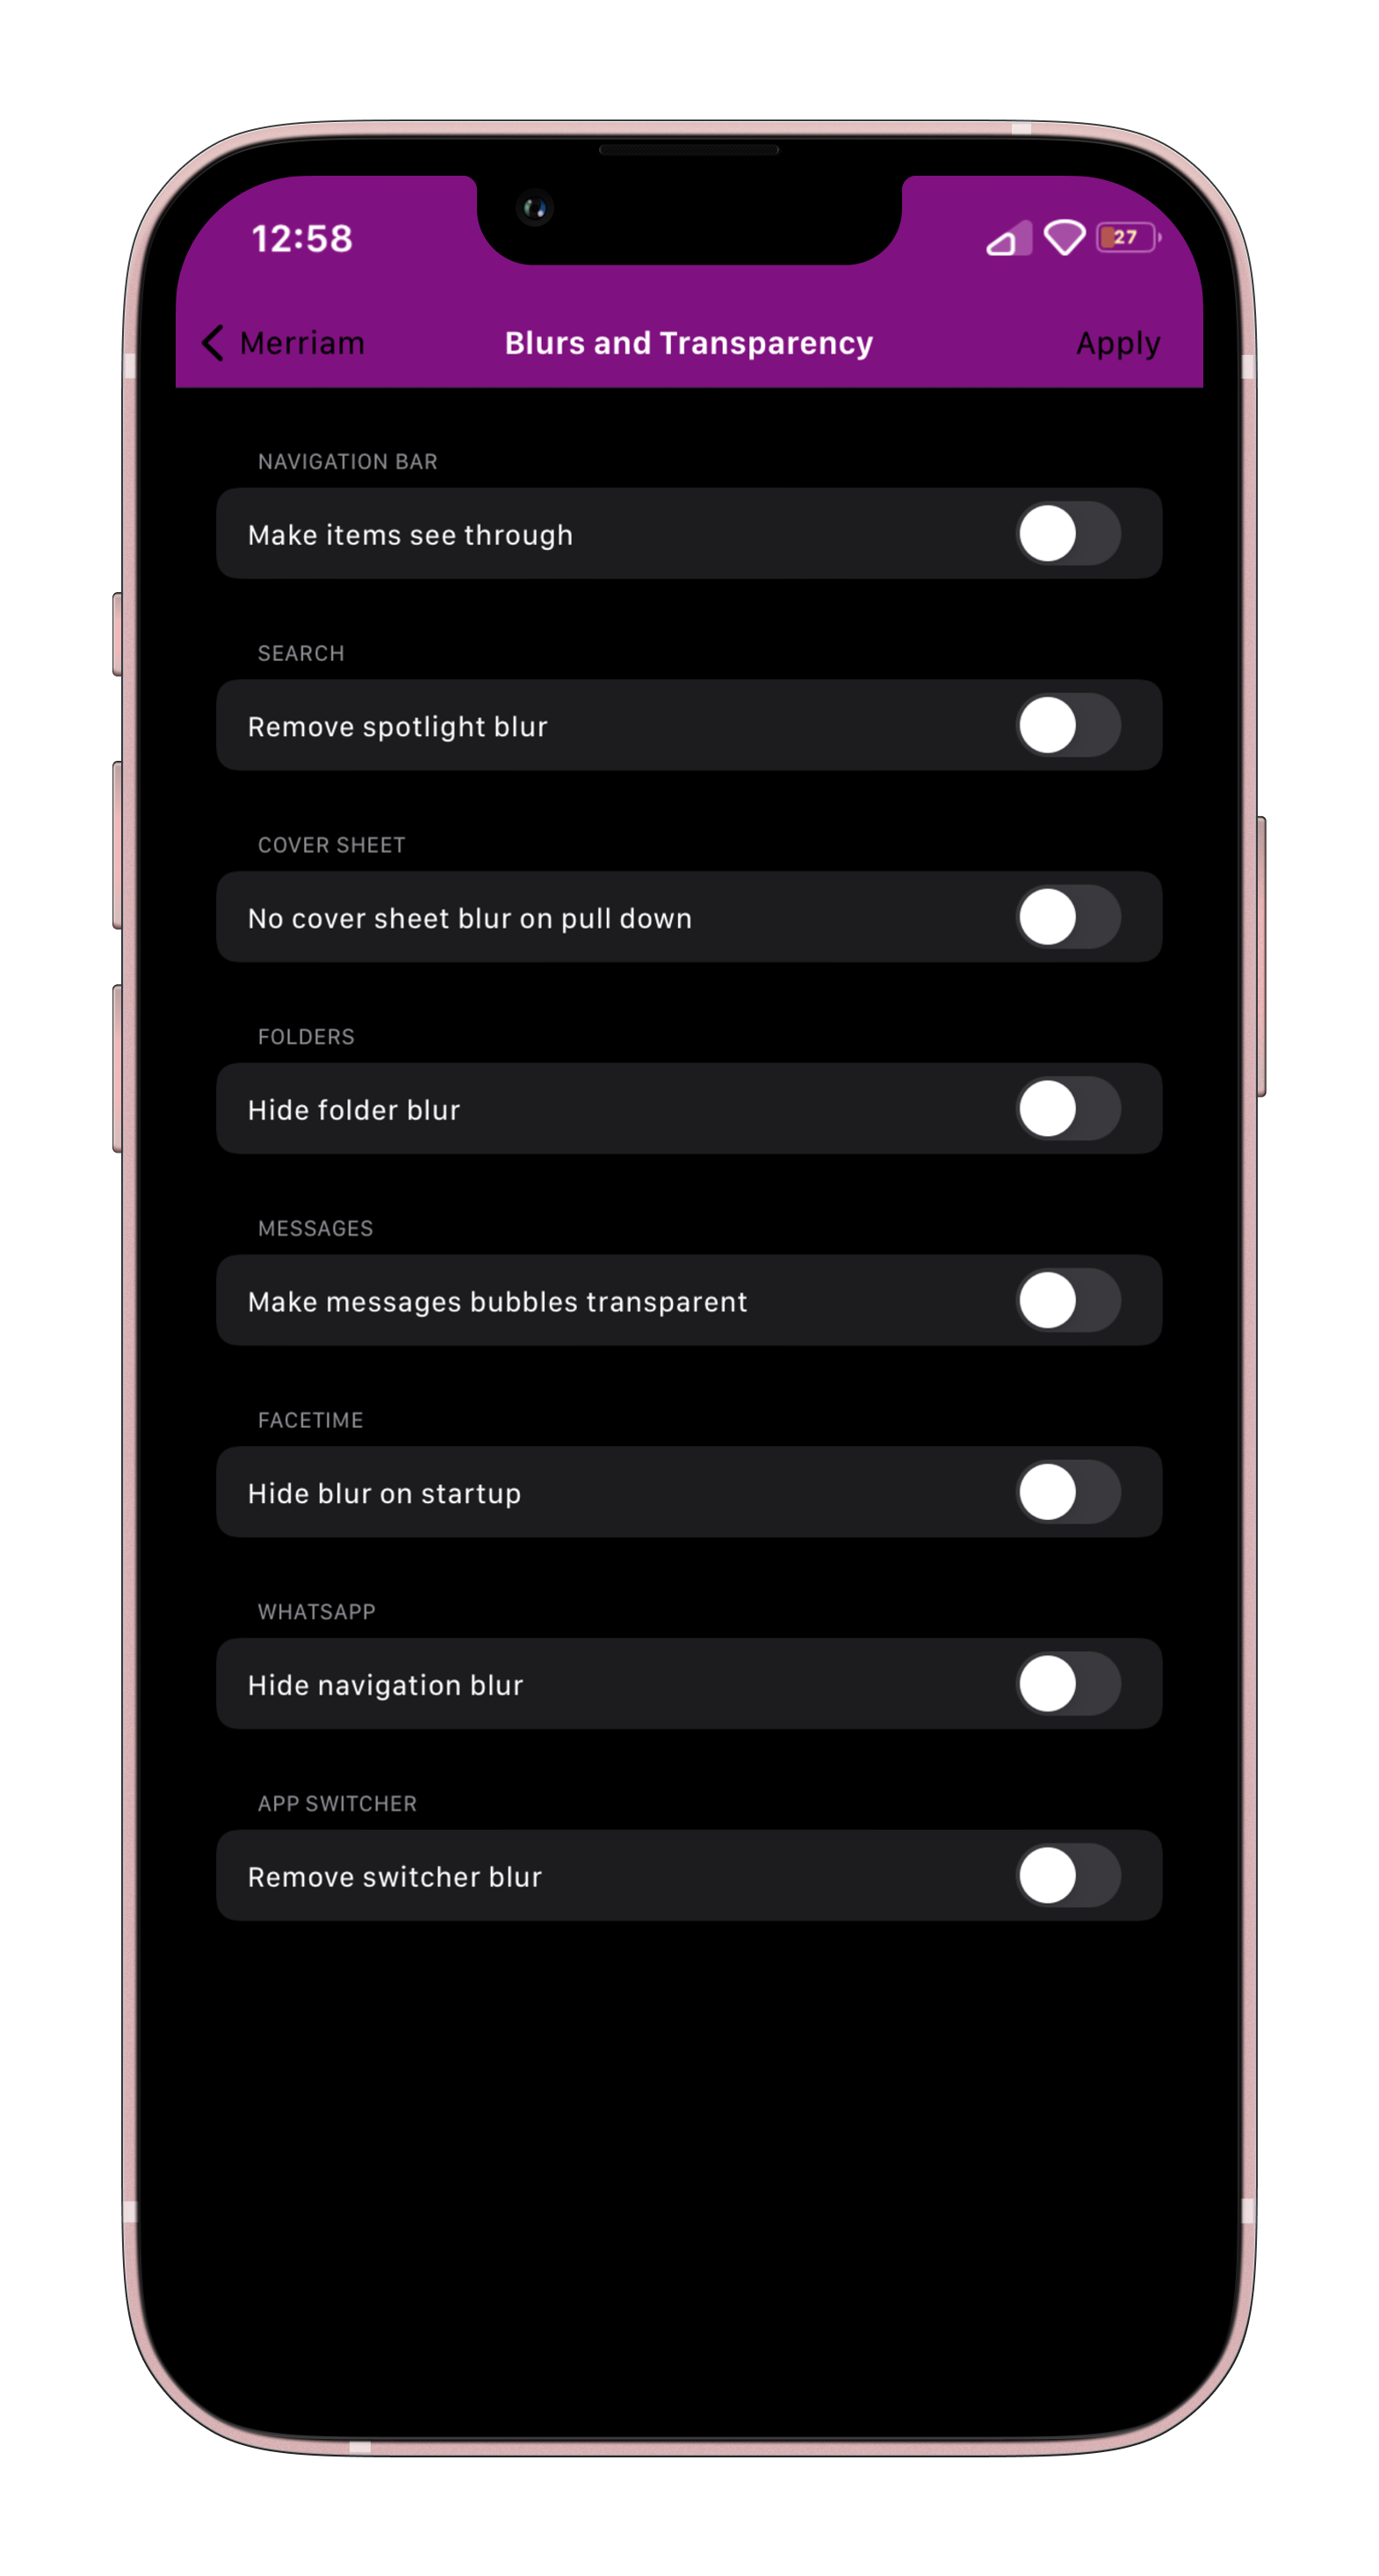 12:58
27
Merriam
Blurs and Transparency
Apply
NAVIGATION BAR
Make items see through
SEARCH
Remove spotlight blur
COVER SHEET
No cover sheet blur on pull down
FOLDERS
Hide folder blur
MESSAGES
Make messages bubbles transparent
FACETIME
Hide blur on startup
WHATSAPP
Hide navigation blur
APP SWITCHER
Remove switcher blur